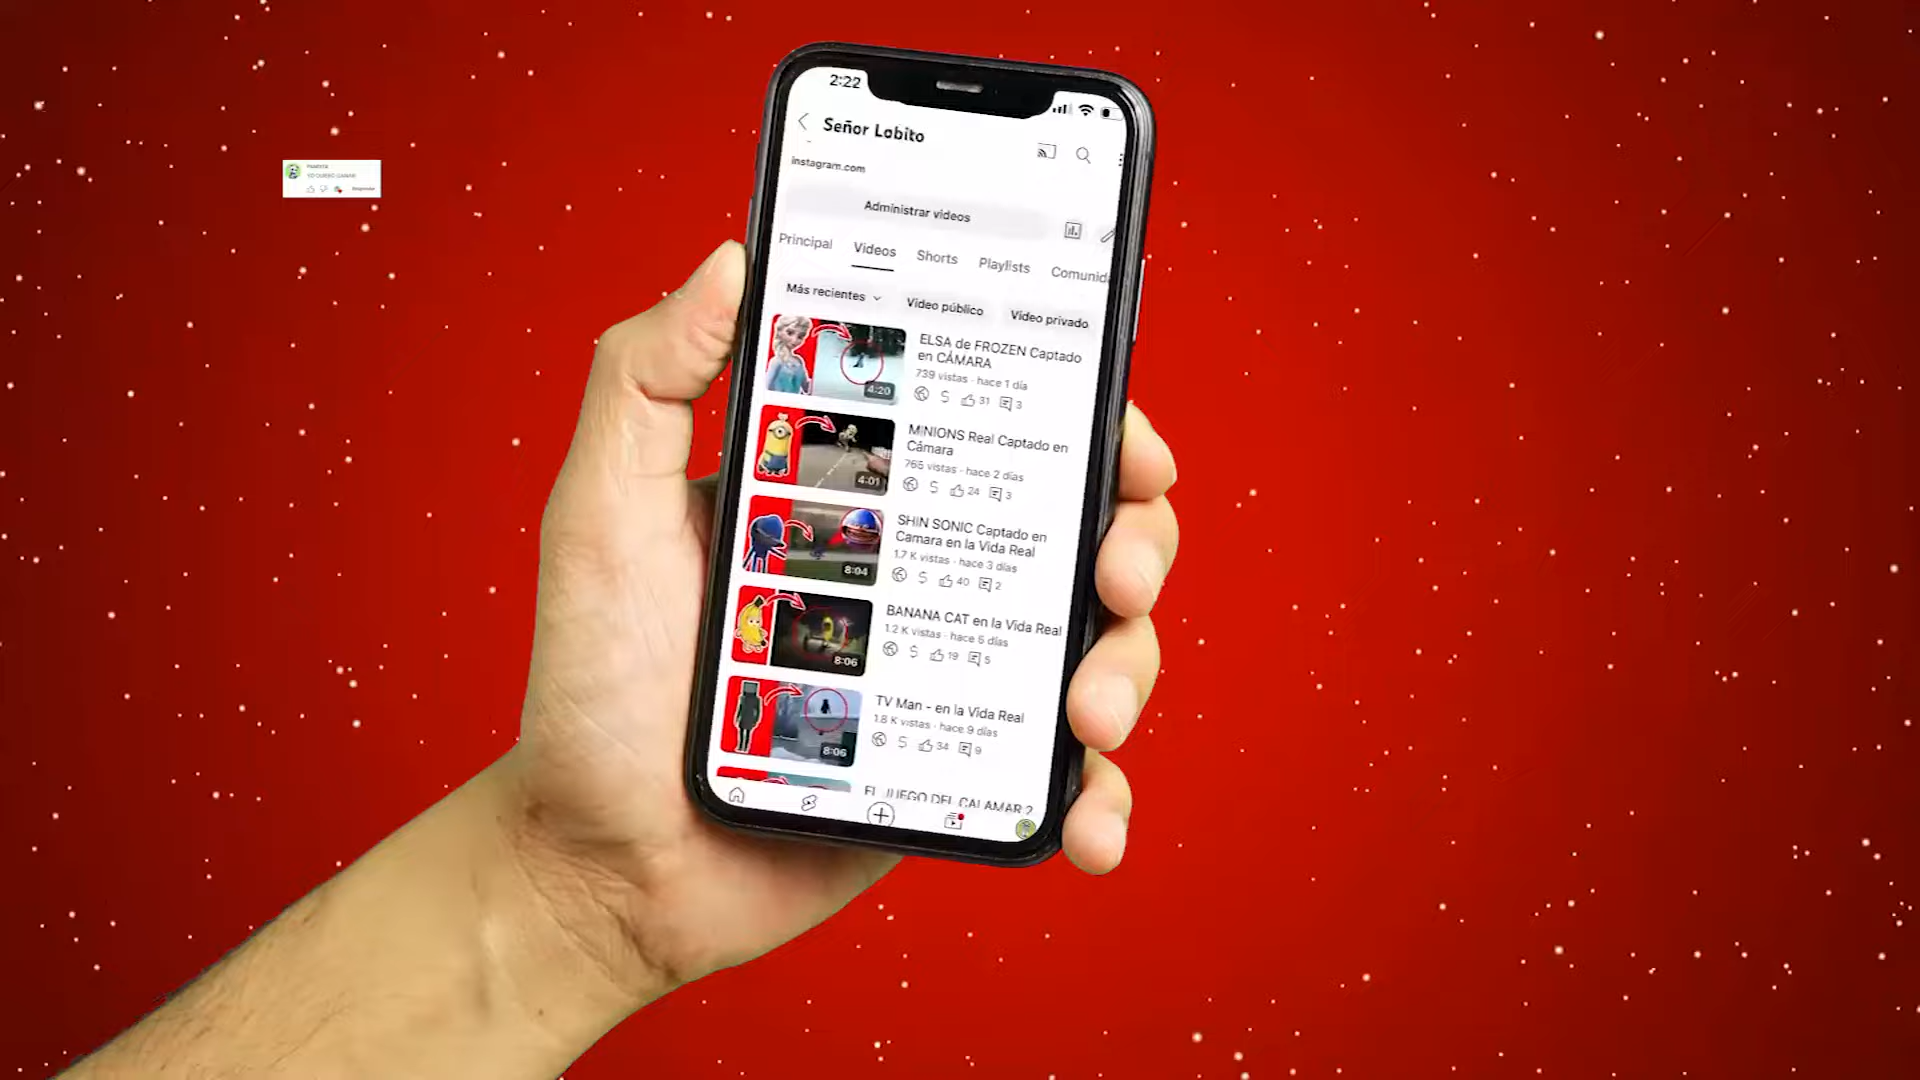 2:22
Señor Lobito
instagram.com
Administrar videos
Principal Videos Shorts Playlists Comunid
Más recientes Video público Video privado
ELSA de FROZEN Captado
en CÁMARA
739 vistas · hace 1 día
31 3
4:20
MINIONS Real Captado en
Cámara
765 vistas · hace 2 días
24 3
4:01
SHIN SONIC Captado en
Camara en la Vida Real
1.7 K vistas · hace 3 días
40 2
8:04
BANANA CAT en la Vida Real
1.2 K vistas · hace 6 días
19 5
8:06
TV Man - en la Vida Real
1.8 K vistas · hace 9 días
34 9
8:06
EL JUEGO DEL CALAMAR 2
YO QUIERO GANAR
Responder